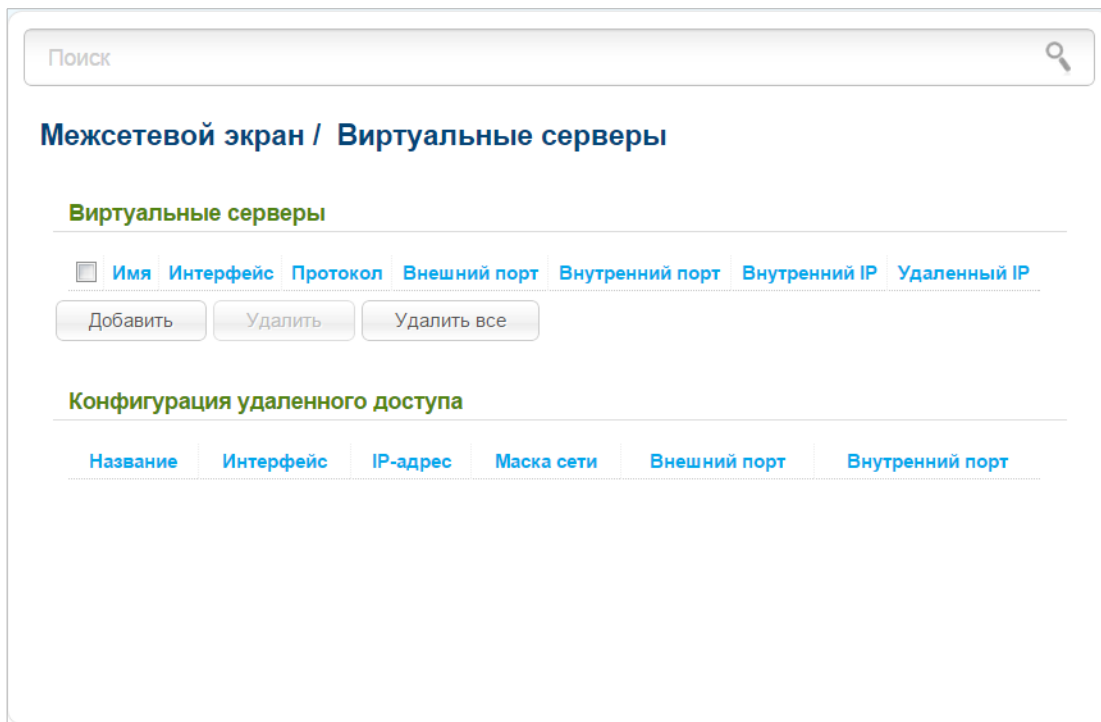 Поиск
Межсетевой экран / Виртуальные серверы
Виртуальные серверы
Имя Интерфейс Протокол Внешний порт Внутренний порт Внутренний IP Удаленный IP
Добавить Удалить Удалить все
Конфигурация удаленного доступа
Название Интерфейс IP-адрес Маска сети Внешний порт Внутренний порт